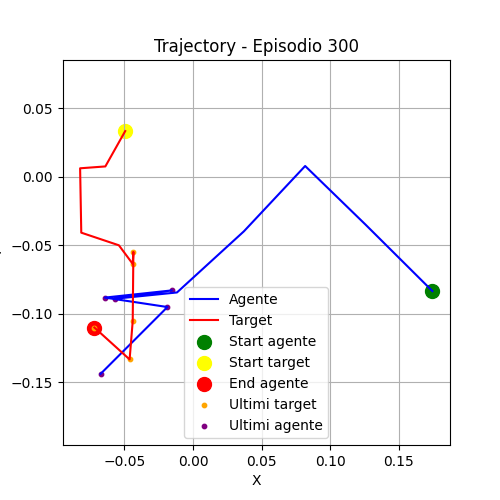 Trajectory - Episodio 300
0.05
0.00
−0.05
−0.10
−0.15
Agente
Target
Start agente
Start target
End agente
Ultimi target
Ultimi agente
−0.05
0.00
0.05
0.10
0.15
X